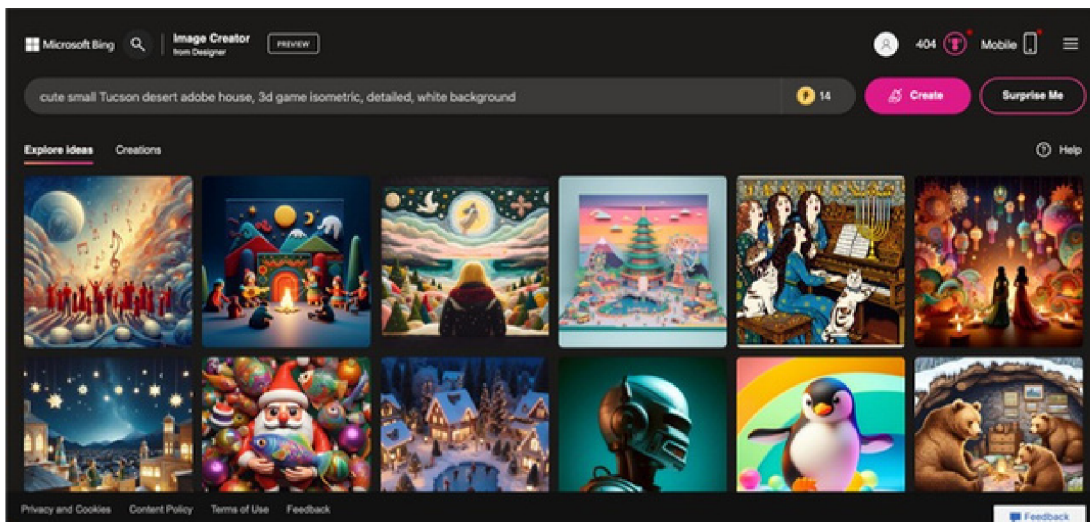 Microsoft Bing
Image Creator
from Designer
PREVIEW
404
Mobile
cute small Tucson desert adobe house, 3d game isometric, detailed, white background
14
Create
Surprise Me
Explore ideas
Creations
Help
Privacy and Cookies
Content Policy
Terms of Use
Feedback
Feedback